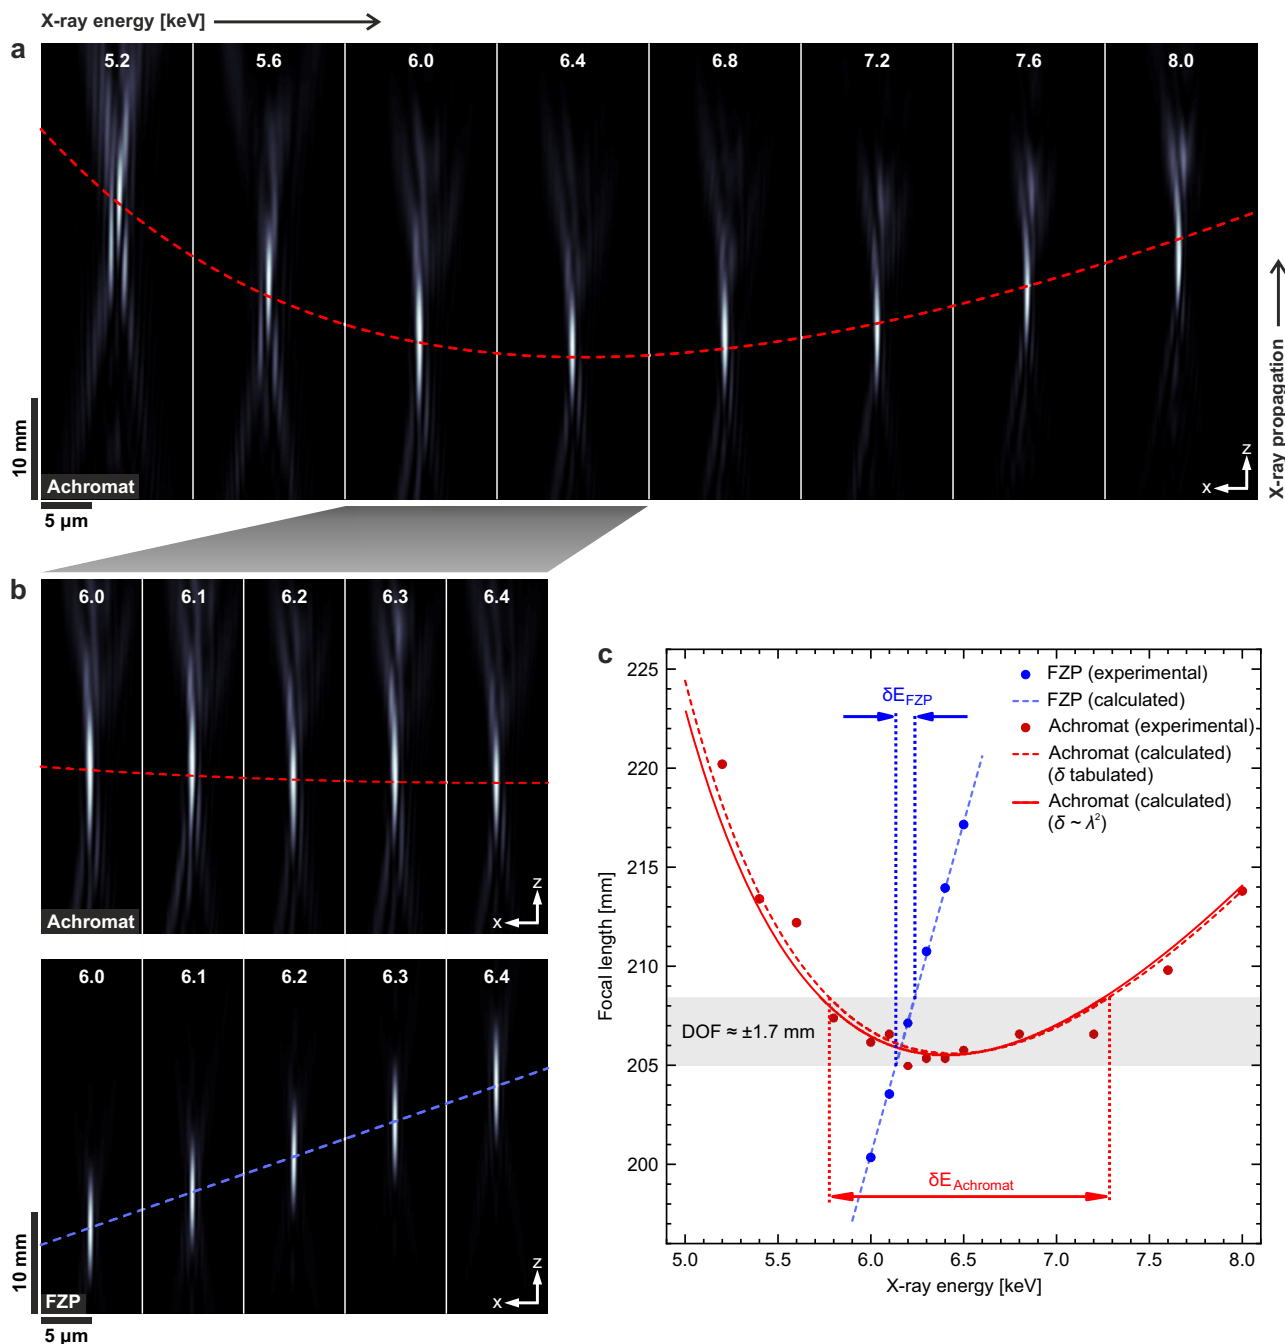 X-ray energy [keV]
a
5.2 5.6 6.0 6.4 6.8 7.2 7.6 8.0
10 mm
Achromat
5 µm
z
x
X-ray propagation
b
6.0 6.1 6.2 6.3 6.4
Achromat
z
x
6.0 6.1 6.2 6.3 6.4
10 mm
FZP
5 µm
z
x
c
225
220
215
210
205
200
Focal length [mm]
δE_FZP
FZP (experimental)
FZP (calculated)
Achromat (experimental)
Achromat (calculated)
(δ tabulated)
Achromat (calculated)
(δ ~ λ²)
DOF ≈ ±1.7 mm
δE_Achromat
5.0 5.5 6.0 6.5 7.0 7.5 8.0
X-ray energy [keV]